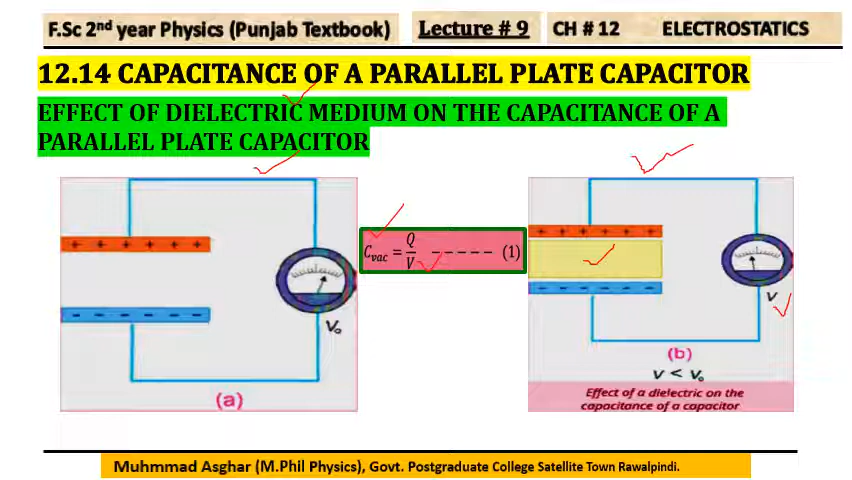 F.Sc 2nd year Physics (Punjab Textbook) Lecture # 9 CH # 12 ELECTROSTATICS
12.14 CAPACITANCE OF A PARALLEL PLATE CAPACITOR
EFFECT OF DIELECTRIC MEDIUM ON THE CAPACITANCE OF A
PARALLEL PLATE CAPACITOR
C_vac = Q/V ------ (1)
+ + + + + +
- - - - - -
V₀
(a)
+ + + + + + +
- - - - - - -
V
(b)
V < V₀
Effect of a dielectric on the
capacitance of a capacitor
Muhmmad Asghar (M.Phil Physics), Govt. Postgraduate College Satellite Town Rawalpindi.